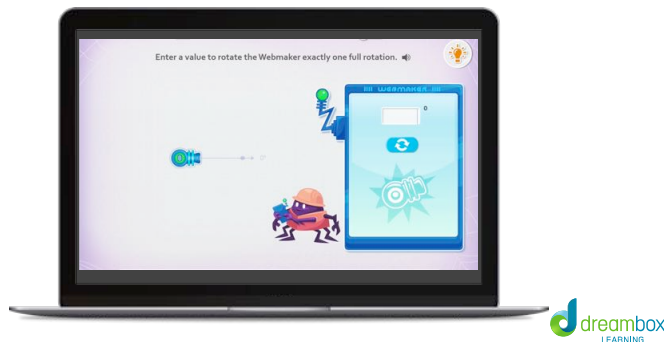 Enter a value to rotate the Webmaker exactly one full rotation.
WEBMAKER
o
dreambox
LEARNING